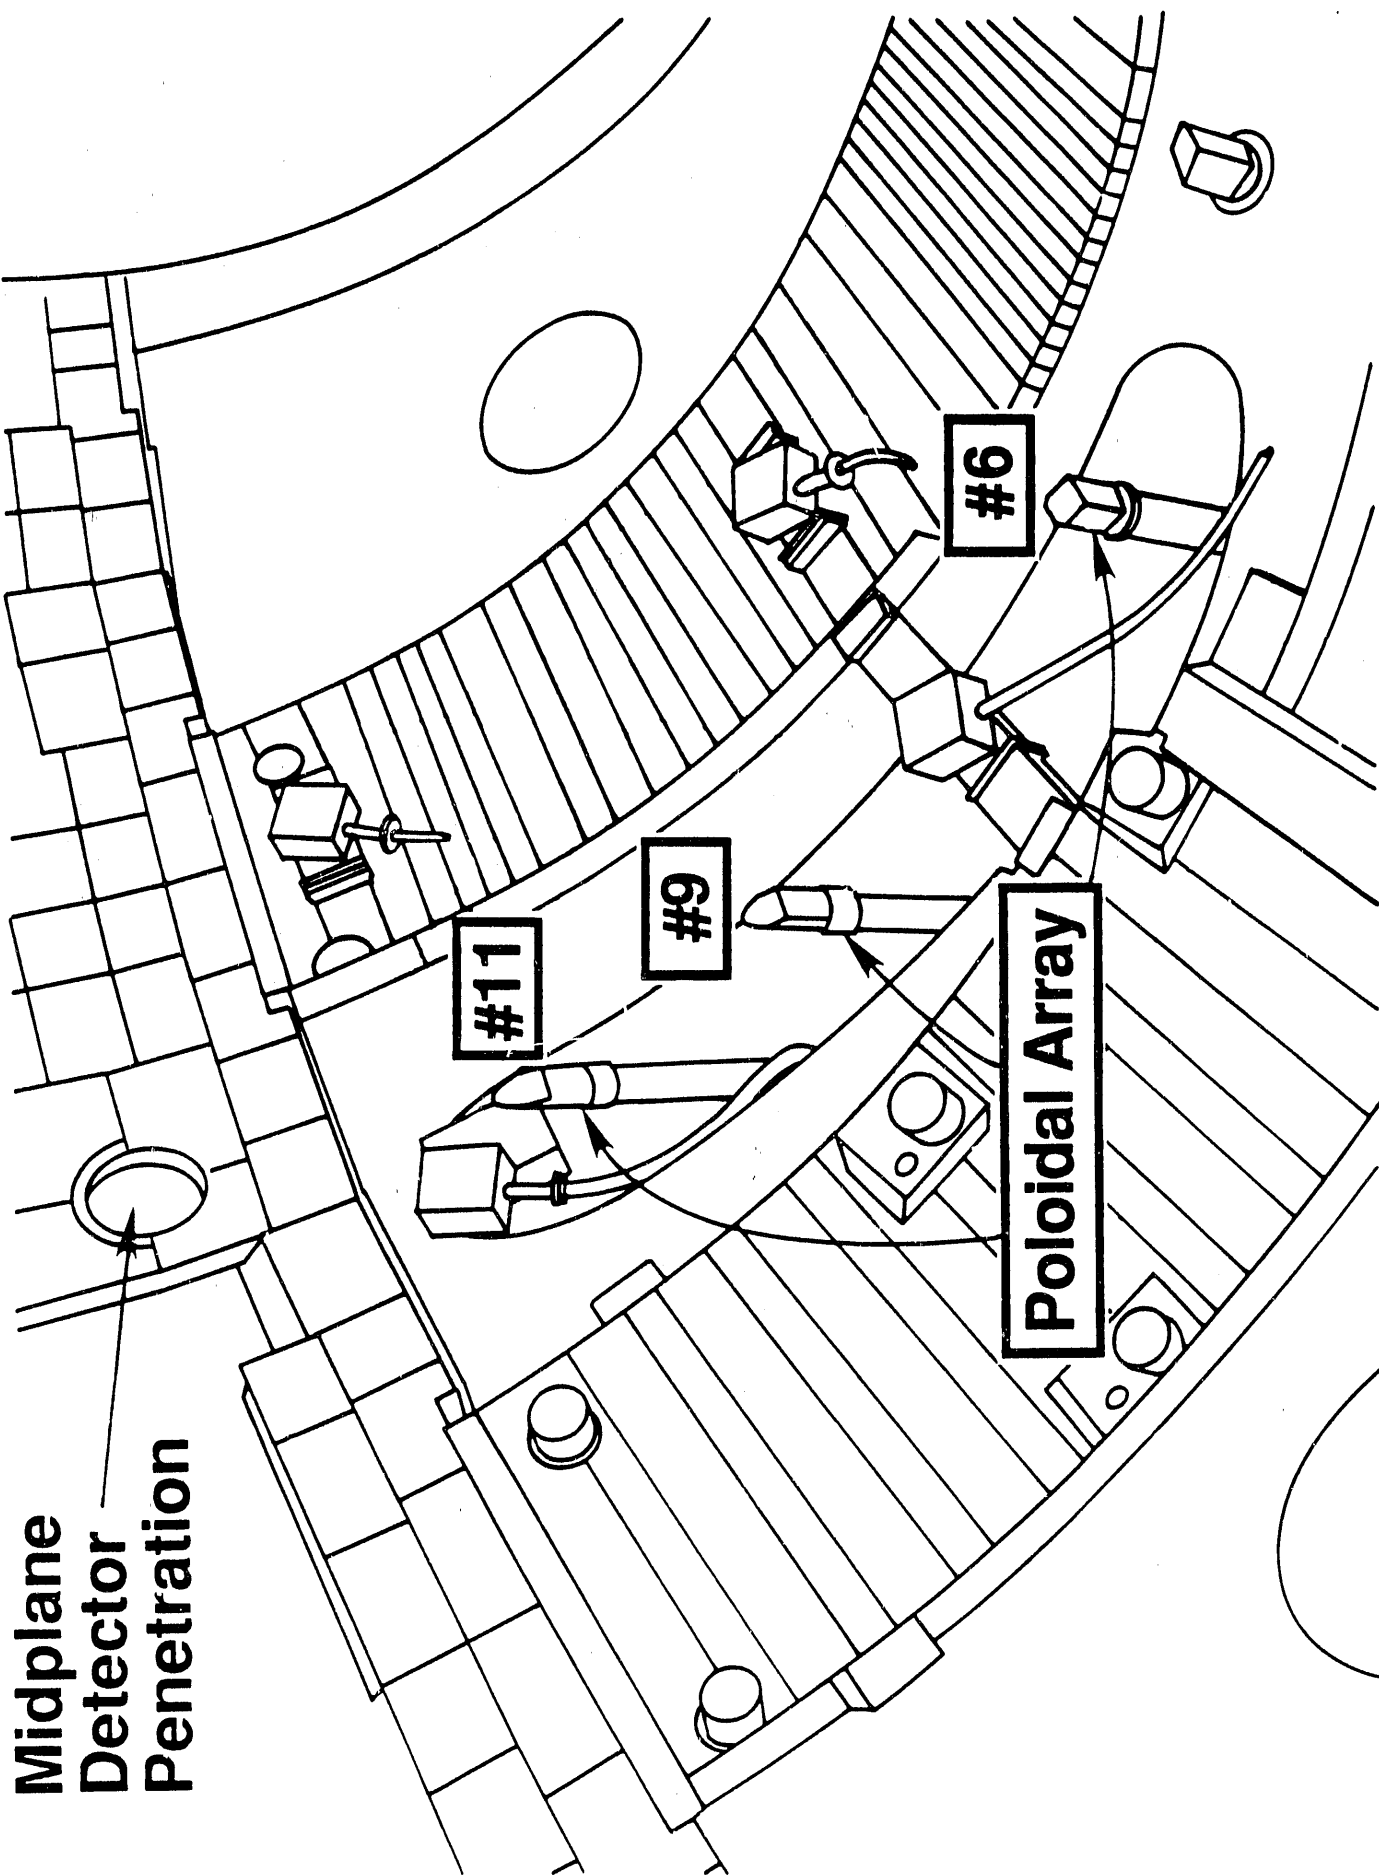 Midplane
Detector
Penetration
#11
#9
#6
Poloidal Array